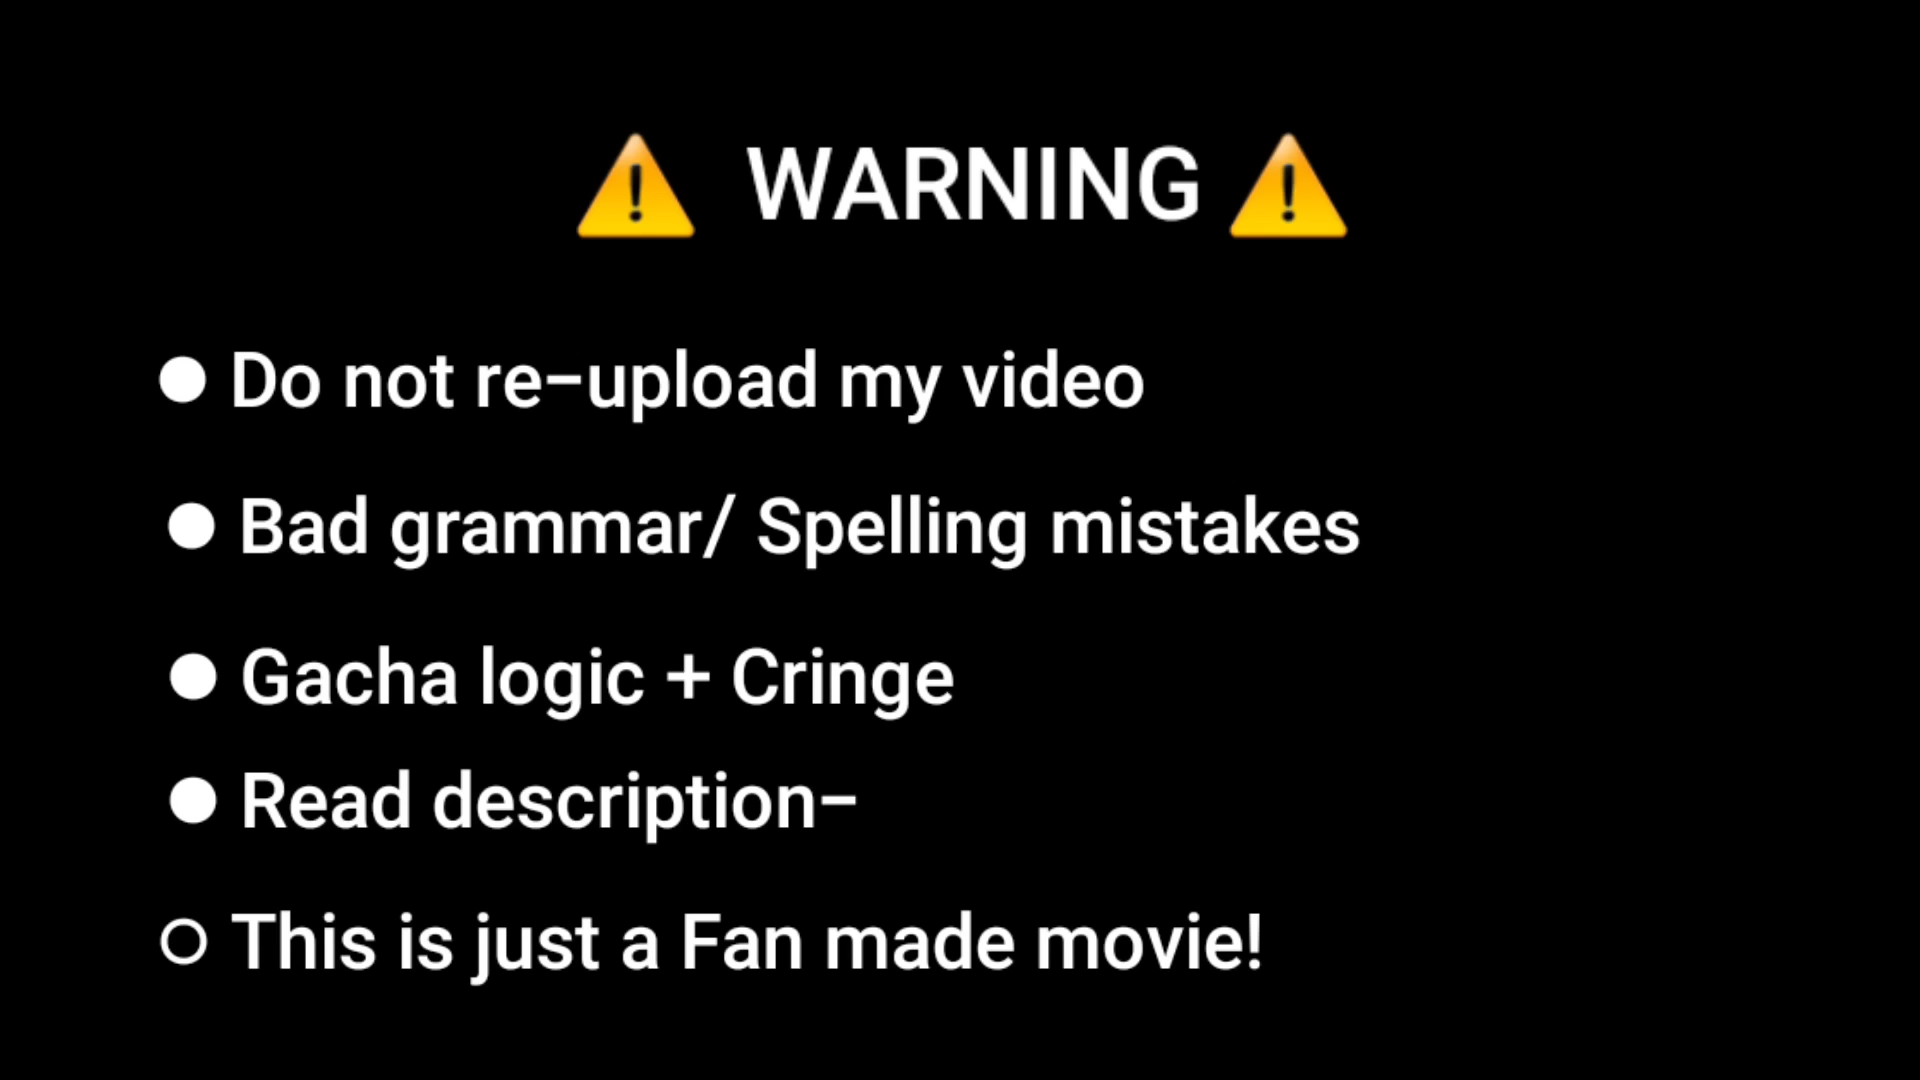 ⚠️ WARNING ⚠️
● Do not re-upload my video
● Bad grammar/ Spelling mistakes
● Gacha logic + Cringe
● Read description-
○ This is just a Fan made movie!